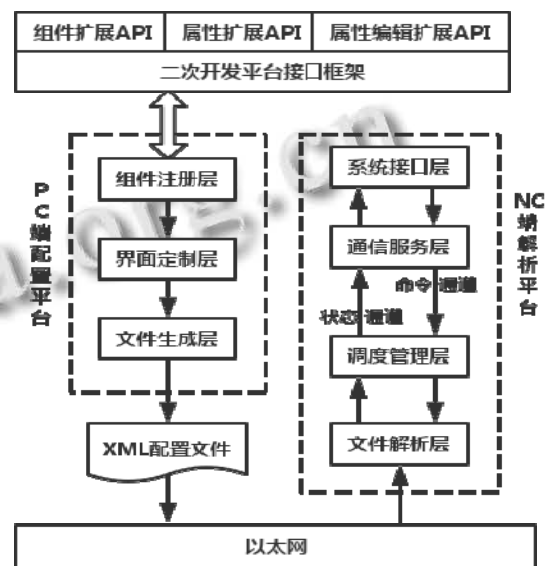 组件扩展API 属性扩展API 属性编辑扩展API
二次开发平台接口框架
PC端配置平台
组件注册层
界面定制层
文件生成层
XML配置文件
系统接口层
通信服务层
命令通道
状态通道
调度管理层
文件解析层
NC端解析平台
以太网